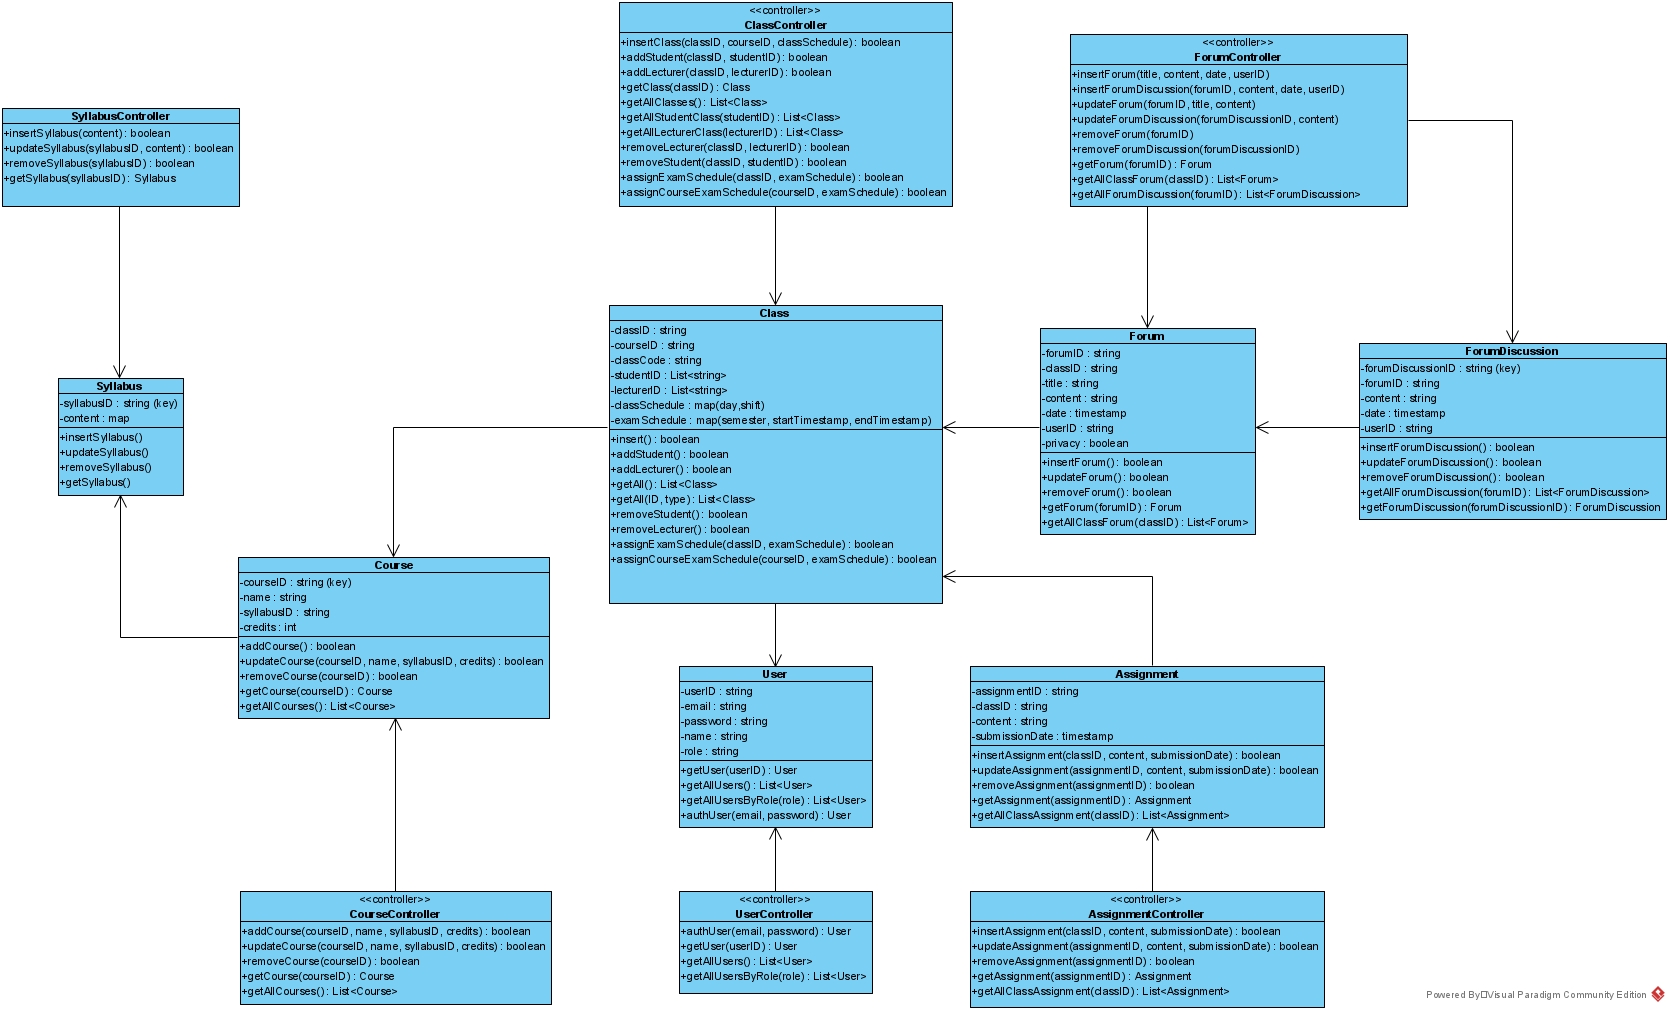 <<controller>>
ClassController
+insertClass(classID, courseID, classSchedule) : boolean
+addStudent(classID, studentID) : boolean
+addLecturer(classID, lecturerID) : boolean
+getClass(classID) : Class
+getAllClasses() : List<Class>
+getAllStudentClass(studentID) : List<Class>
+getAllLecturerClass(lecturerID) : List<Class>
+removeLecturer(classID, lecturerID) : boolean
+removeStudent(classID, studentID) : boolean
+assignExamSchedule(classID, examSchedule) : boolean
+assignCourseExamSchedule(courseID, examSchedule) : boolean
<<controller>>
ForumController
+insertForum(title, content, date, userID)
+insertForumDiscussion(forumID, content, date, userID)
+updateForum(forumID, title, content)
+updateForumDiscussion(forumDiscussionID, content)
+removeForum(forumID)
+removeForumDiscussion(forumDiscussionID)
+getForum(forumID) : Forum
+getAllClassForum(classID) : List<Forum>
+getAllForumDiscussion(forumID) : List<ForumDiscussion>
SyllabusController
+insertSyllabus(content) : boolean
+updateSyllabus(syllabusID, content) : boolean
+removeSyllabus(syllabusID) : boolean
+getSyllabus(syllabusID) : Syllabus
Class
-classID : string
-courseID : string
-classCode : string
-studentID : List<string>
-lecturerID : List<string>
-classSchedule : map(day,shift)
-examSchedule : map(semester, startTimestamp, endTimestamp)
+insert() : boolean
+addStudent() : boolean
+addLecturer() : boolean
+getAll() : List<Class>
+getAll(ID, type) : List<Class>
+removeStudent() : boolean
+removeLecturer() : boolean
+assignExamSchedule(classID, examSchedule) : boolean
+assignCourseExamSchedule(courseID, examSchedule) : boolean
Forum
-forumID : string
-classID : string
-title : string
-content : string
-date : timestamp
-userID : string
-privacy : boolean
+insertForum() : boolean
+updateForum() : boolean
+removeForum() : boolean
+getForum(forumID) : Forum
+getAllClassForum(classID) : List<Forum>
ForumDiscussion
-forumDiscussionID : string (key)
-forumID : string
-content : string
-date : timestamp
-userID : string
+insertForumDiscussion() : boolean
+updateForumDiscussion() : boolean
+removeForumDiscussion() : boolean
+getAllForumDiscussion(forumID) : List<ForumDiscussion>
+getForumDiscussion(forumDiscussionID) : ForumDiscussion
Syllabus
-syllabusID : string (key)
-content : map
+insertSyllabus()
+updateSyllabus()
+removeSyllabus()
+getSyllabus()
Course
-courseID : string (key)
-name : string
-syllabusID : string
-credits : int
+addCourse() : boolean
+updateCourse(courseID, name, syllabusID, credits) : boolean
+removeCourse(courseID) : boolean
+getCourse(courseID) : Course
+getAllCourses() : List<Course>
User
-userID : string
-email : string
-password : string
-name : string
-role : string
+getUser(userID) : User
+getAllUsers() : List<User>
+getAllUsersByRole(role) : List<User>
+authUser(email, password) : User
Assignment
-assignmentID : string
-classID : string
-content : string
-submissionDate : timestamp
+insertAssignment(classID, content, submissionDate) : boolean
+updateAssignment(assignmentID, content, submissionDate) : boolean
+removeAssignment(assignmentID) : boolean
+getAssignment(assignmentID) : Assignment
+getAllClassAssignment(classID) : List<Assignment>
<<controller>>
CourseController
+addCourse(courseID, name, syllabusID, credits) : boolean
+updateCourse(courseID, name, syllabusID, credits) : boolean
+removeCourse(courseID) : boolean
+getCourse(courseID) : Course
+getAllCourses() : List<Course>
<<controller>>
UserController
+authUser(email, password) : User
+getUser(userID) : User
+getAllUsers() : List<User>
+getAllUsersByRole(role) : List<User>
<<controller>>
AssignmentController
+insertAssignment(classID, content, submissionDate) : boolean
+updateAssignment(assignmentID, content, submissionDate) : boolean
+removeAssignment(assignmentID) : boolean
+getAssignment(assignmentID) : Assignment
+getAllClassAssignment(classID) : List<Assignment>
Powered By□Visual Paradigm Community Edition